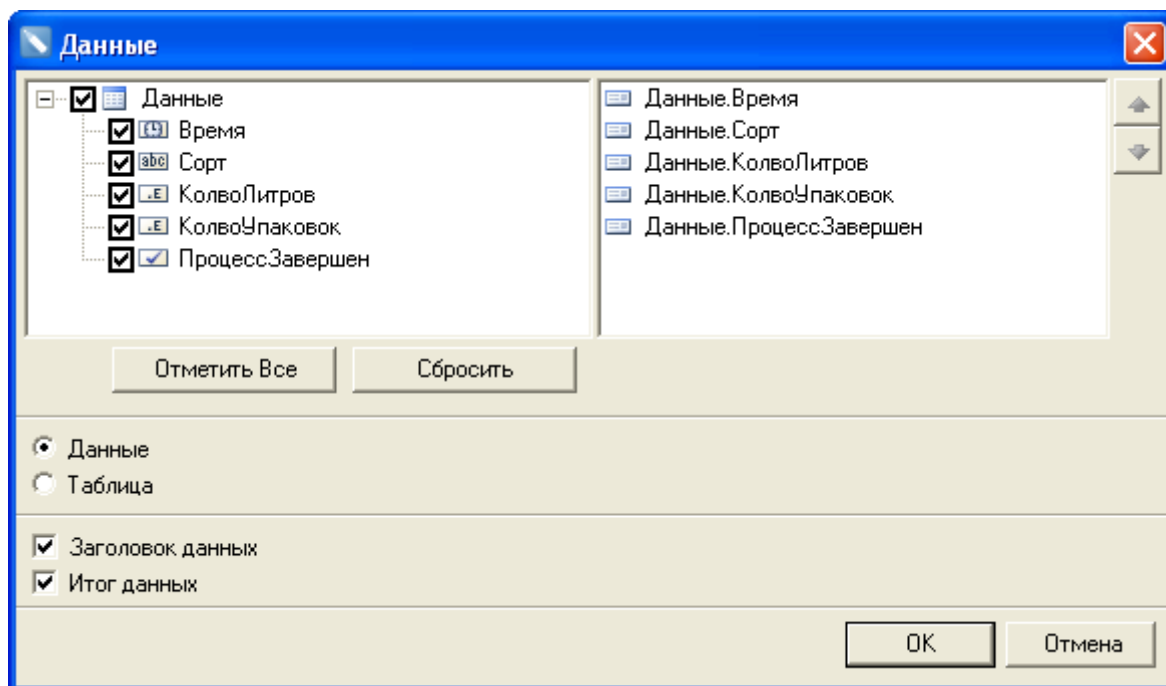 Данные
Данные
Время
abc Сорт
.E КолвоЛитров
.E КолвоУпаковок
ПроцессЗавершен
Данные.Время
Данные.Сорт
Данные.КолвоЛитров
Данные.КолвоУпаковок
Данные.ПроцессЗавершен
Отметить Все
Сбросить
Данные
Таблица
Заголовок данных
Итог данных
OK
Отмена